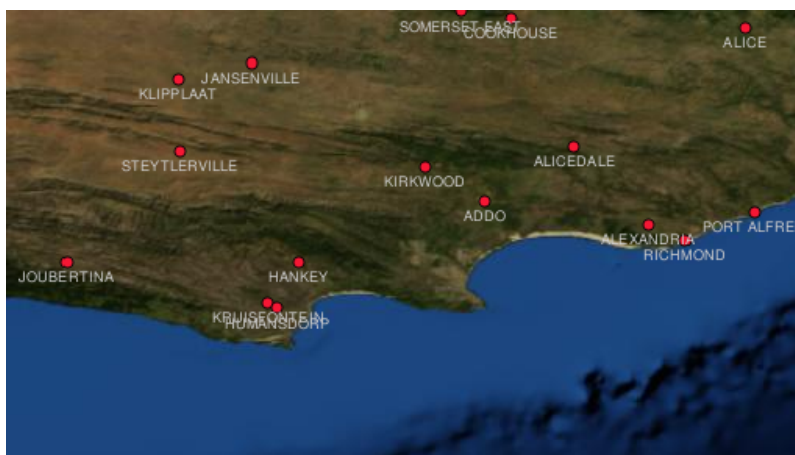 SOMERSET EAST
COOKHOUSE
ALICE
JANSENVILLE
KLIPPLAAT
STEYTLERVILLE
ALICEDALE
KIRKWOOD
ADDO
PORT ALFRE
ALEXANDRIA
RICHMOND
JOUBERTINA
HANKEY
KRUISFONTEIN
HUMANSDORP